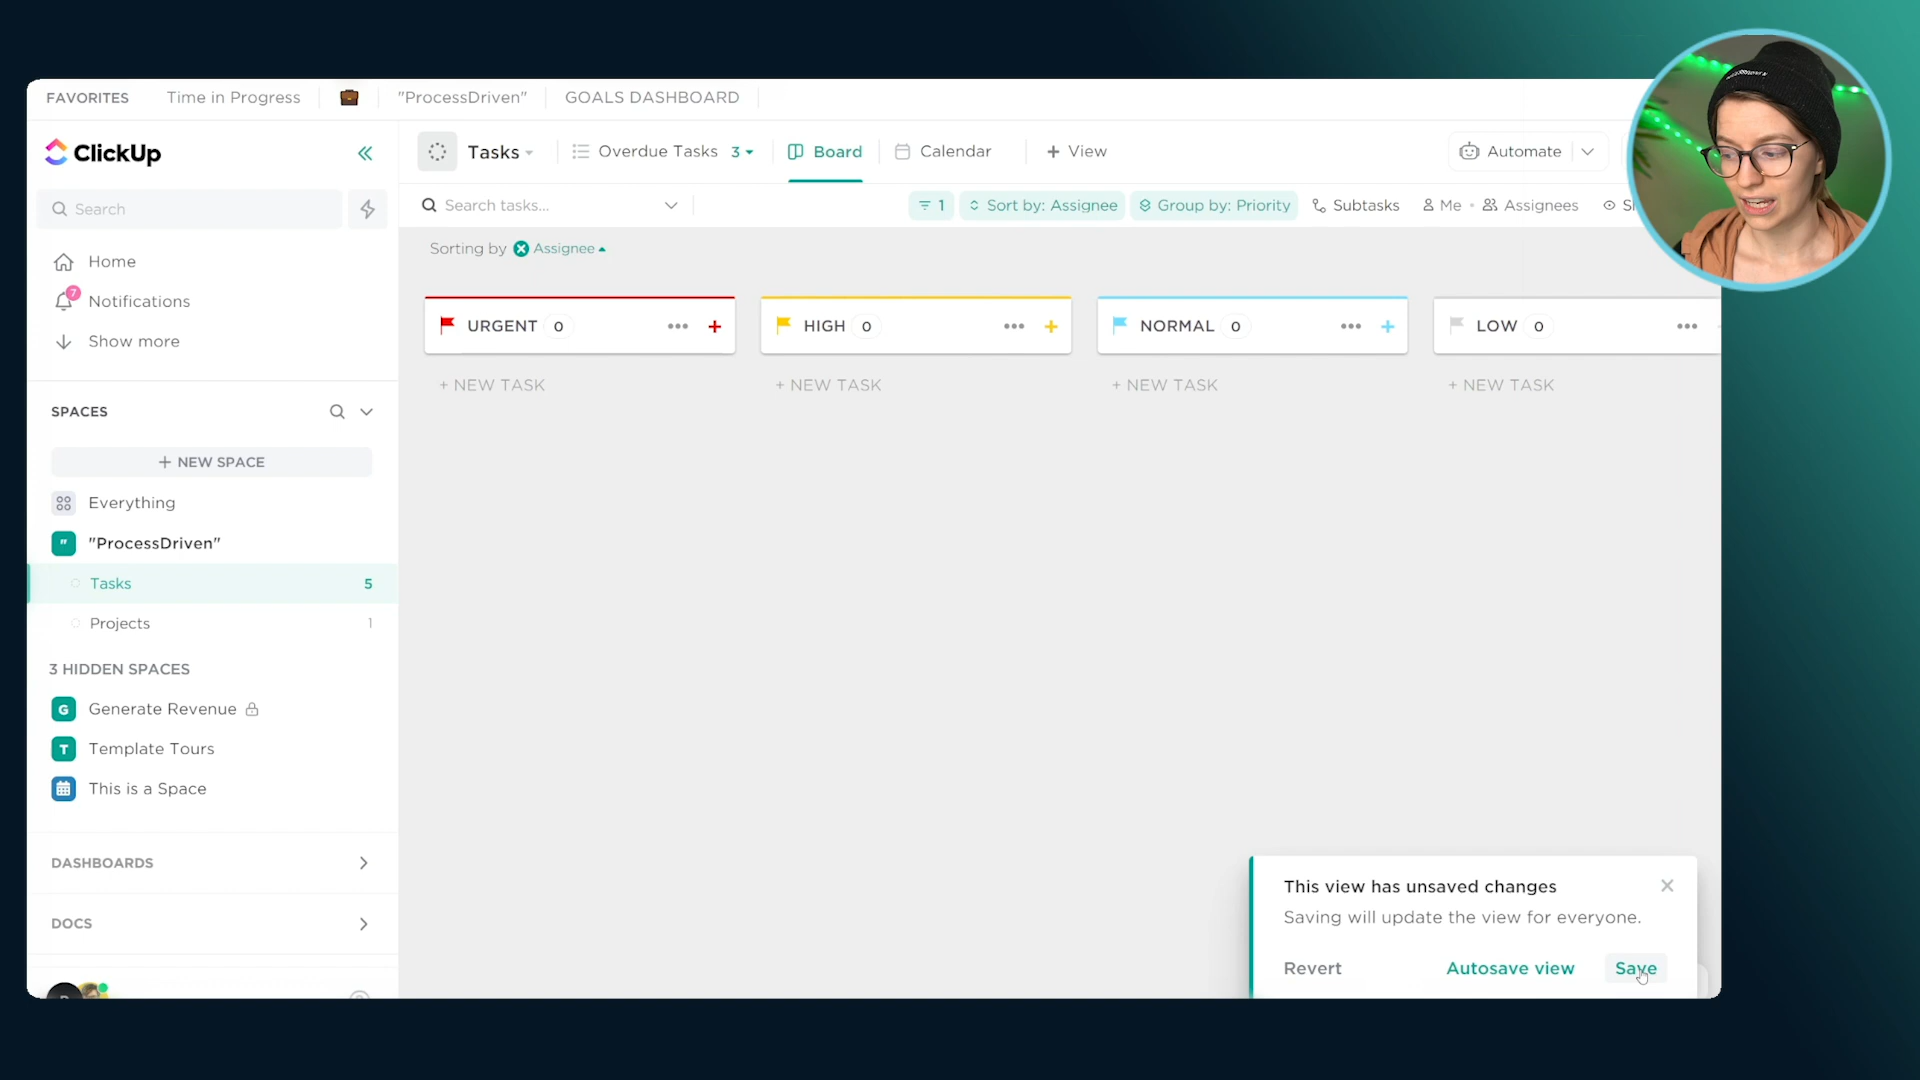 FAVORITES Time in Progress "ProcessDriven" GOALS DASHBOARD
ClickUp
Tasks Overdue Tasks 3 Board Calendar + View Automate
Search
Search tasks... 1 Sort by: Assignee Group by: Priority Subtasks Me Assignees
Sorting by Assignee
Home
7
Notifications
Show more
URGENT 0
HIGH 0
NORMAL 0
LOW 0
+ NEW TASK
+ NEW TASK
+ NEW TASK
+ NEW TASK
SPACES
+ NEW SPACE
Everything
" "ProcessDriven"
Tasks 5
Projects 1
3 HIDDEN SPACES
G Generate Revenue
T Template Tours
This is a Space
DASHBOARDS
DOCS
This view has unsaved changes
Saving will update the view for everyone.
Revert Autosave view Save